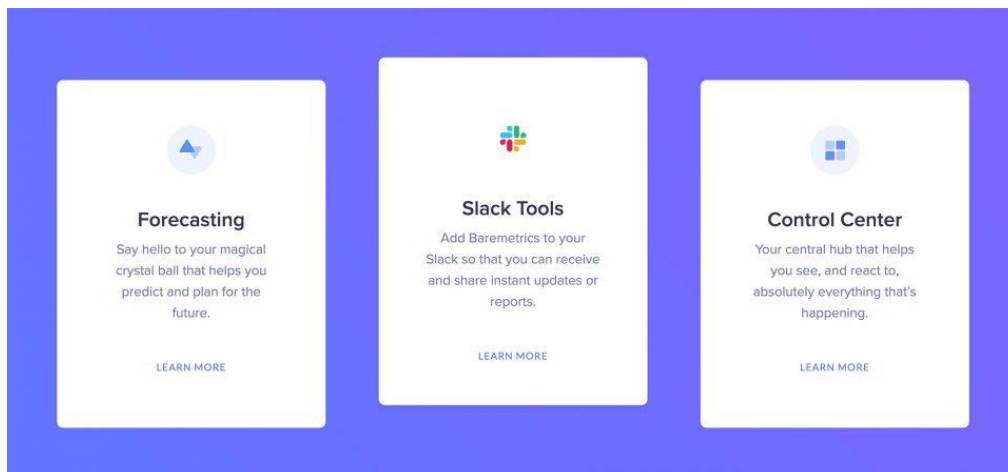 Forecasting
Say hello to your magical
crystal ball that helps you
predict and plan for the
future.
LEARN MORE
Slack Tools
Add Baremetrics to your
Slack so that you can receive
and share instant updates or
reports.
LEARN MORE
Control Center
Your central hub that helps
you see, and react to,
absolutely everything that's
happening.
LEARN MORE